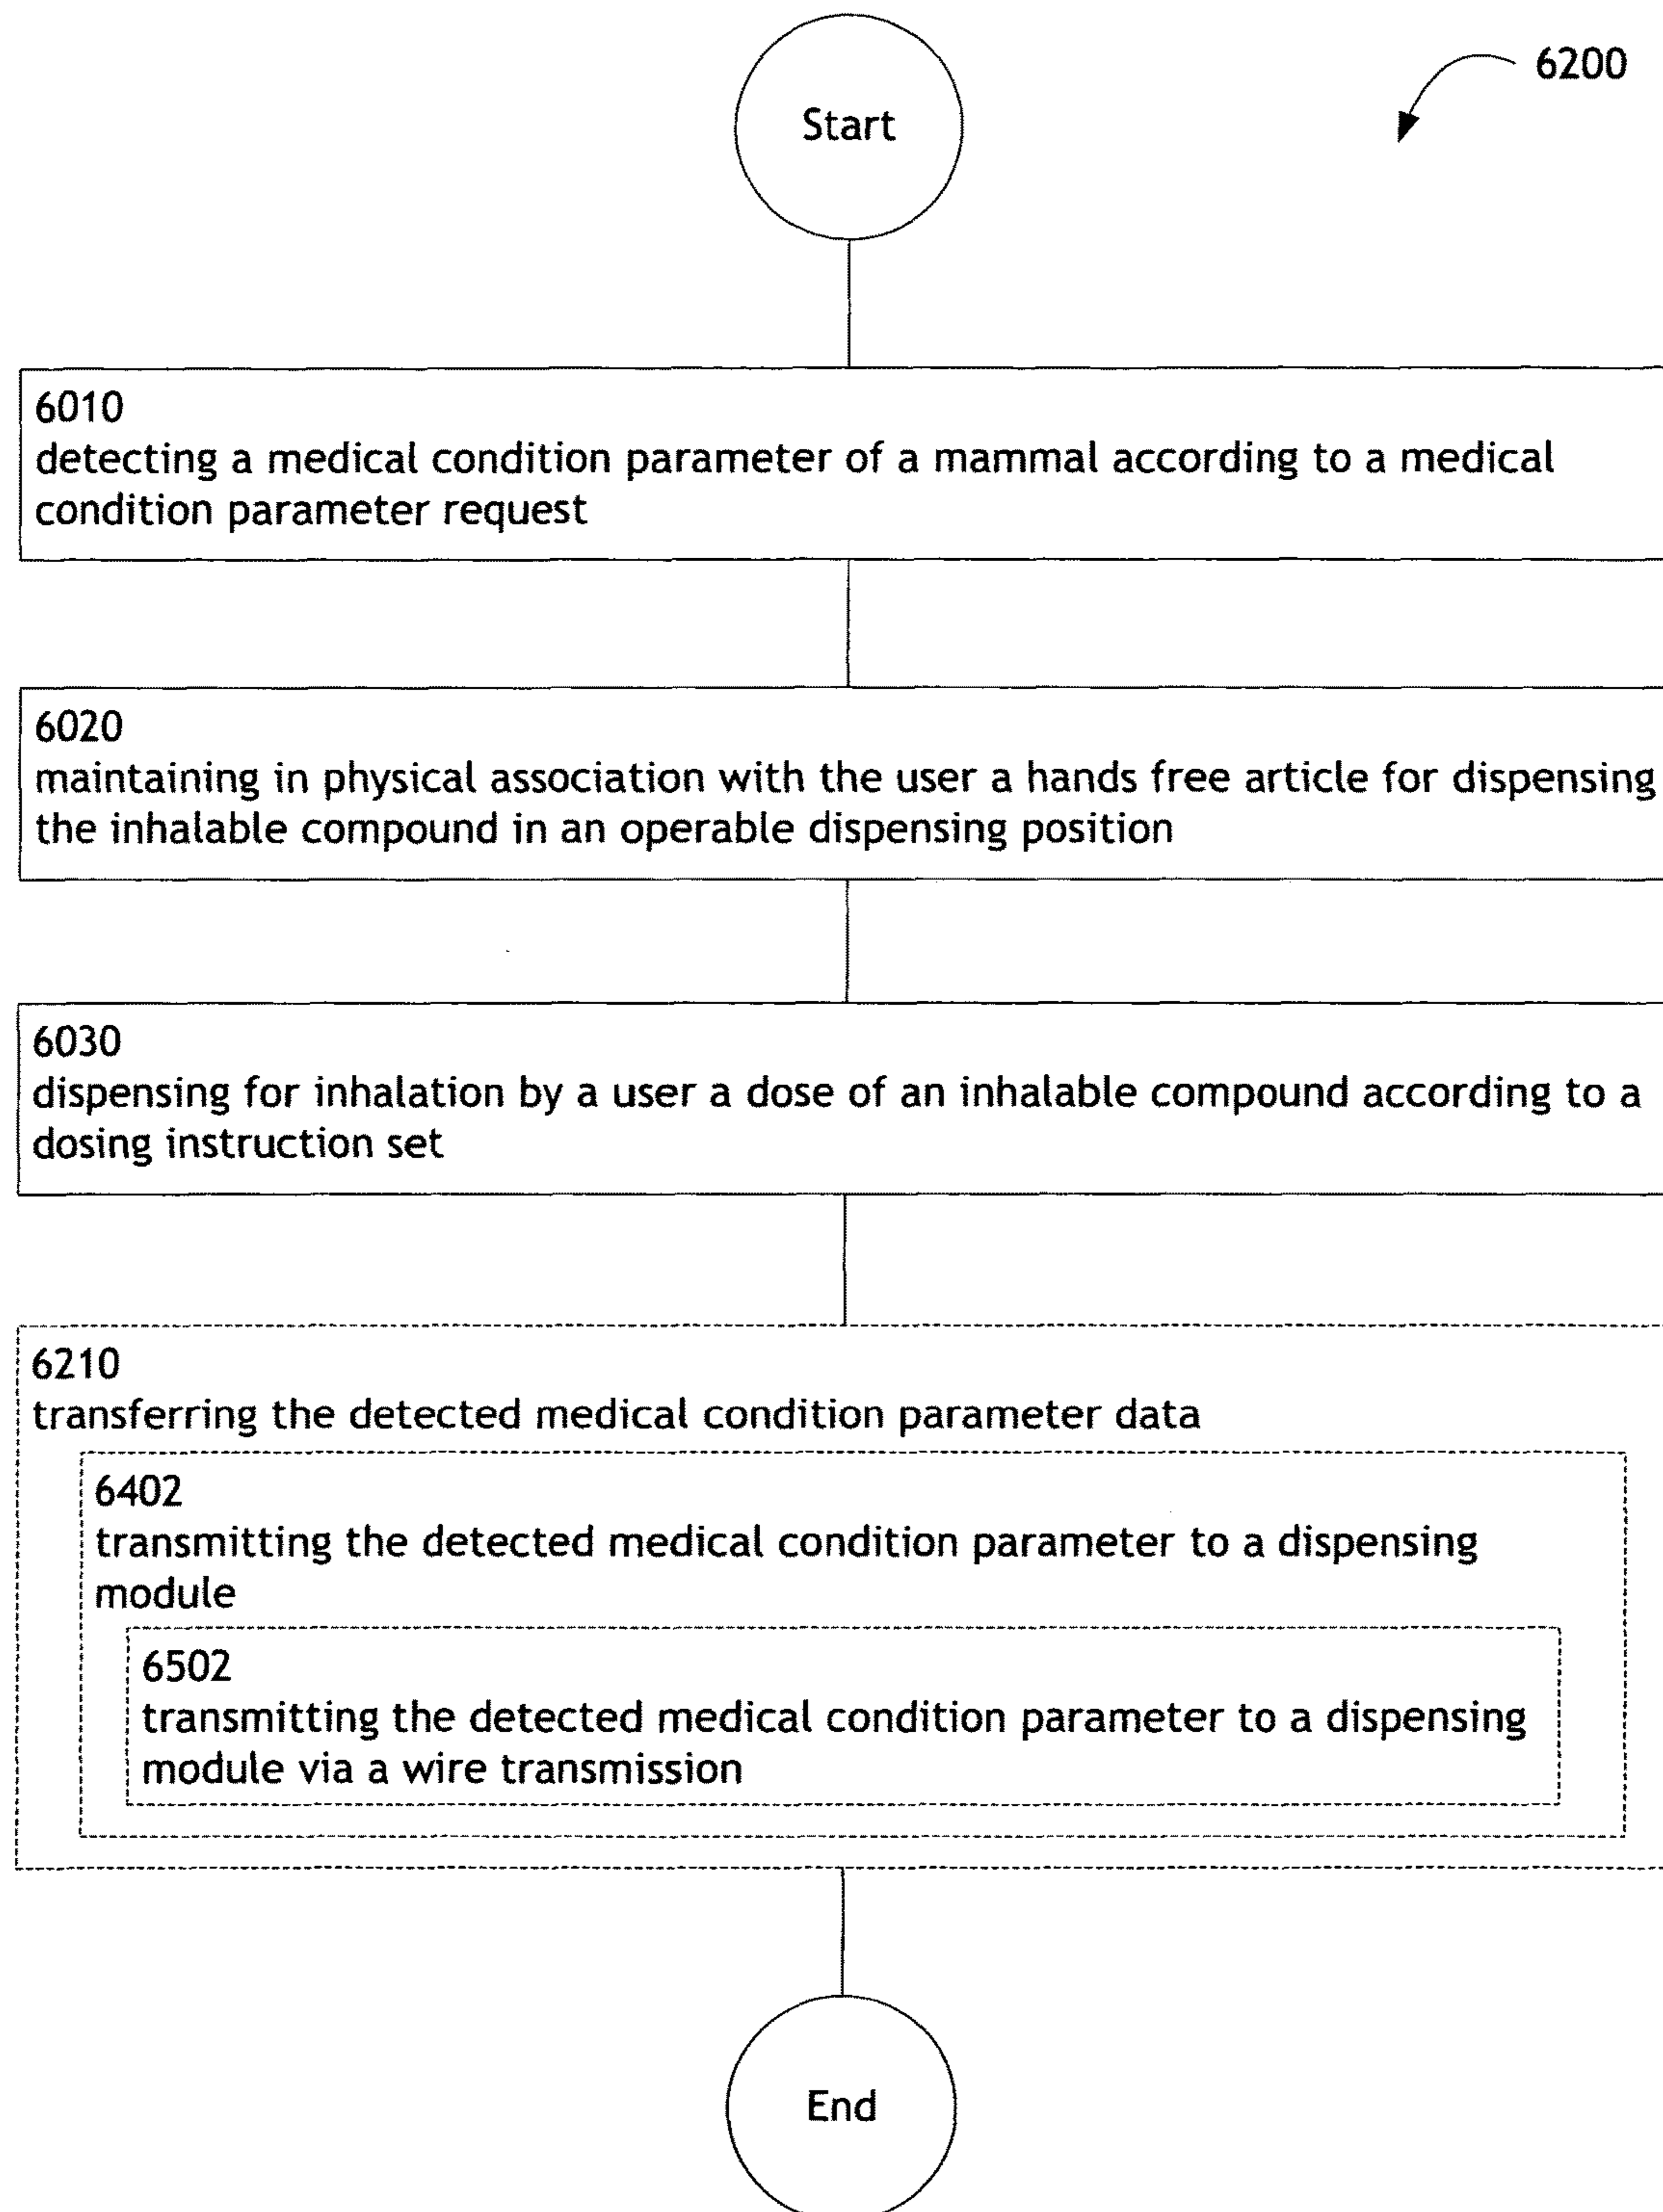 6200
Start
6010
detecting a medical condition parameter of a mammal according to a medical
condition parameter request
6020
maintaining in physical association with the user a hands free article for dispensing
the inhalable compound in an operable dispensing position
6030
dispensing for inhalation by a user a dose of an inhalable compound according to a
dosing instruction set
6210
transferring the detected medical condition parameter data
6402
transmitting the detected medical condition parameter to a dispensing
module
6502
transmitting the detected medical condition parameter to a dispensing
module via a wire transmission
End